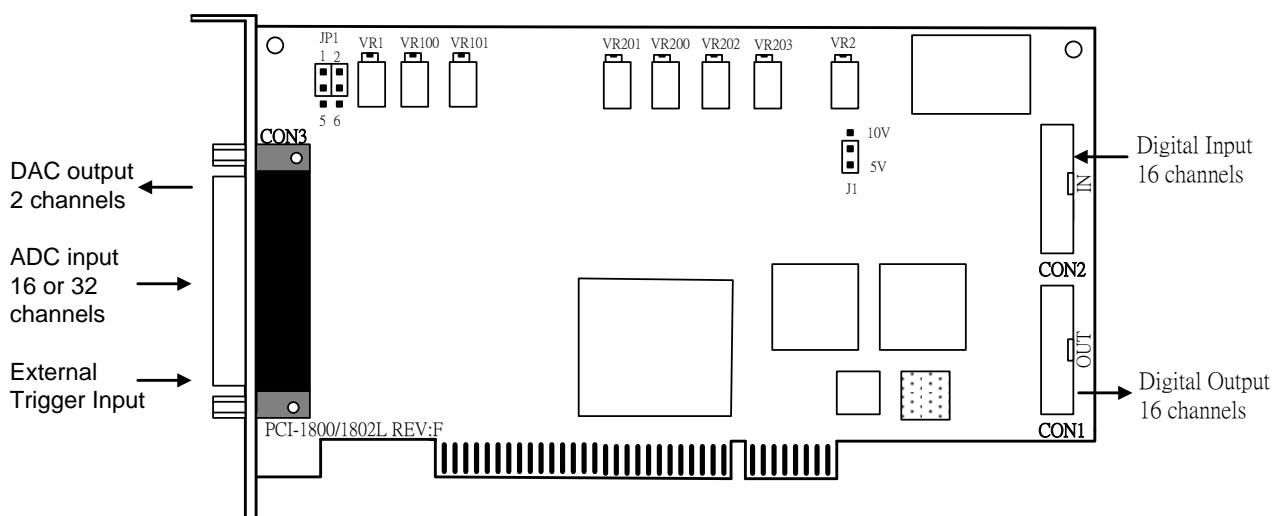 JP1
VR1
VR100
VR101
VR201
VR200
VR202
VR203
VR2
1 2
5 6
CON3
10V
5V
J1
DAC output
2 channels
ADC input
16 or 32
channels
External
Trigger Input
Digital Input
16 channels
IN
CON2
OUT
Digital Output
16 channels
CON1
PCI-1800/1802L REV:F